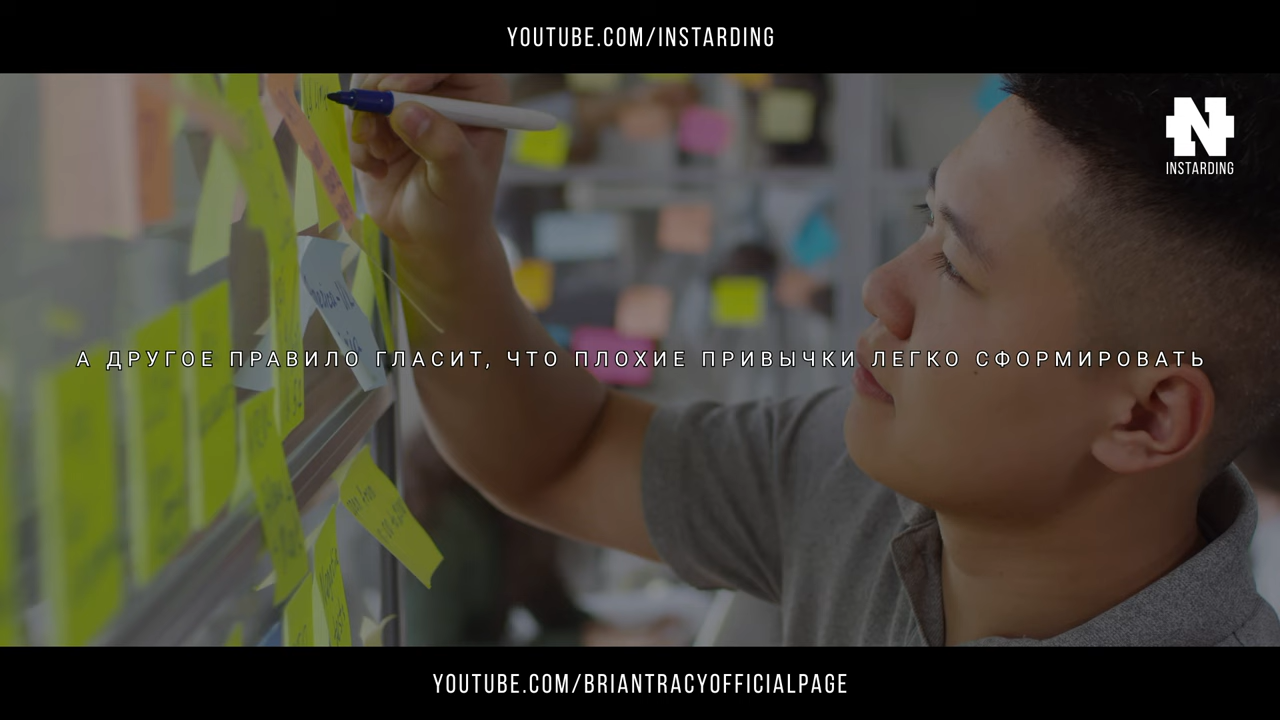 YOUTUBE.COM/INSTARDING
N
INSTARDING
А ДРУГОЕ ПРАВИЛО ГЛАСИТ, ЧТО ПЛОХИЕ ПРИВЫЧКИ ЛЕГКО СФОРМИРОВАТЬ
YOUTUBE.COM/BRIANTRACYOFFICIALPAGE